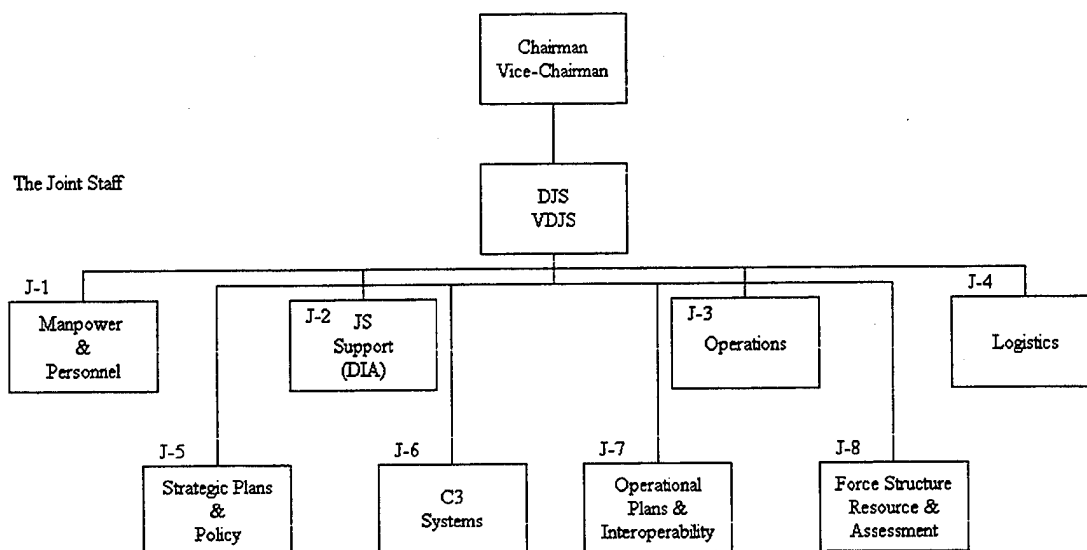 Chairman
Vice-Chairman
The Joint Staff
DJS
VDJS
J-1
Manpower
&
Personnel
J-2
JS
Support
(DIA)
J-3
Operations
J-4
Logistics
J-5
Strategic Plans
&
Policy
J-6
C3
Systems
J-7
Operational
Plans &
Interoperability
J-8
Force Structure
Resource &
Assessment